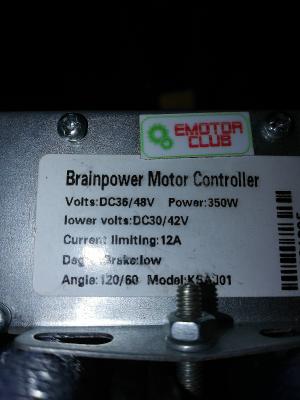 EMOTOR
CLUB
Brainpower Motor Controller
Volts:DC36/48V Power:350W
lower volts:DC30/42V
Current limiting:12A
Brake:low
Angle:120/60 Model: